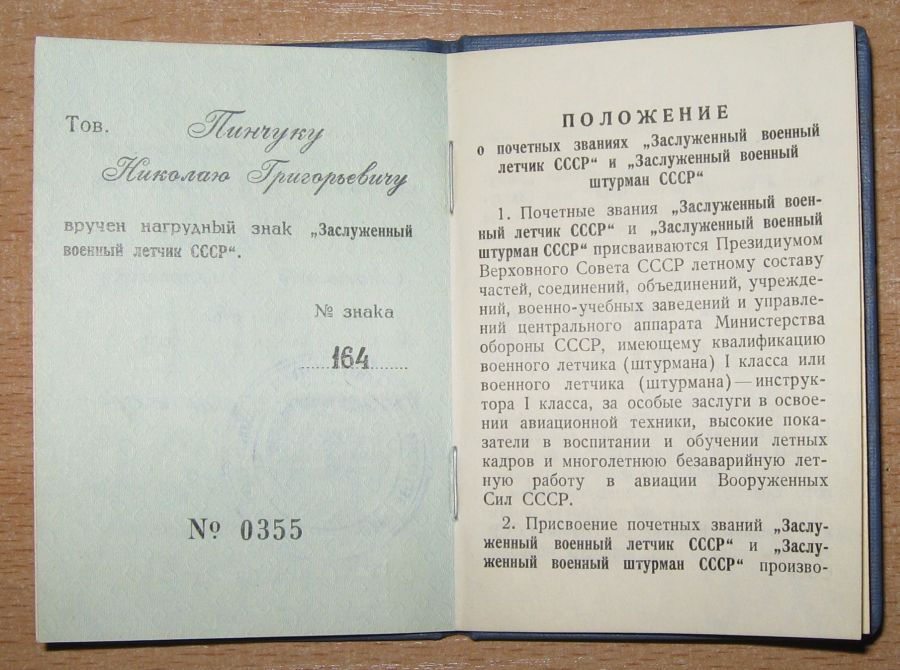 Тов. Пинчуку
Николаю Григорьевичу
вручен нагрудный знак „Заслуженный
военный летчик СССР“.
№ знака
164
№ 0355
ПОЛОЖЕНИЕ
о почетных званиях „Заслуженный военный
летчик СССР“ и „Заслуженный военный
штурман СССР“
1. Почетные звания „Заслуженный воен-
ный летчик СССР“ и „Заслуженный военный
штурман СССР“ присваиваются Президиумом
Верховного Совета СССР летному составу
частей, соединений, объединений, учрежде-
ний, военно-учебных заведений и управле-
ний центрального аппарата Министерства
обороны СССР, имеющему квалификацию
военного летчика (штурмана) I класса или
военного летчика (штурмана) — инструк-
тора I класса, за особые заслуги в освое-
нии авиационной техники, высокие пока-
затели в воспитании и обучении летных
кадров и многолетнюю безаварийную лет-
ную работу в авиации Вооруженных
Сил СССР.
2. Присвоение почетных званий „Заслу-
женный военный летчик СССР“ и „Заслу-
женный военный штурман СССР“ произво-